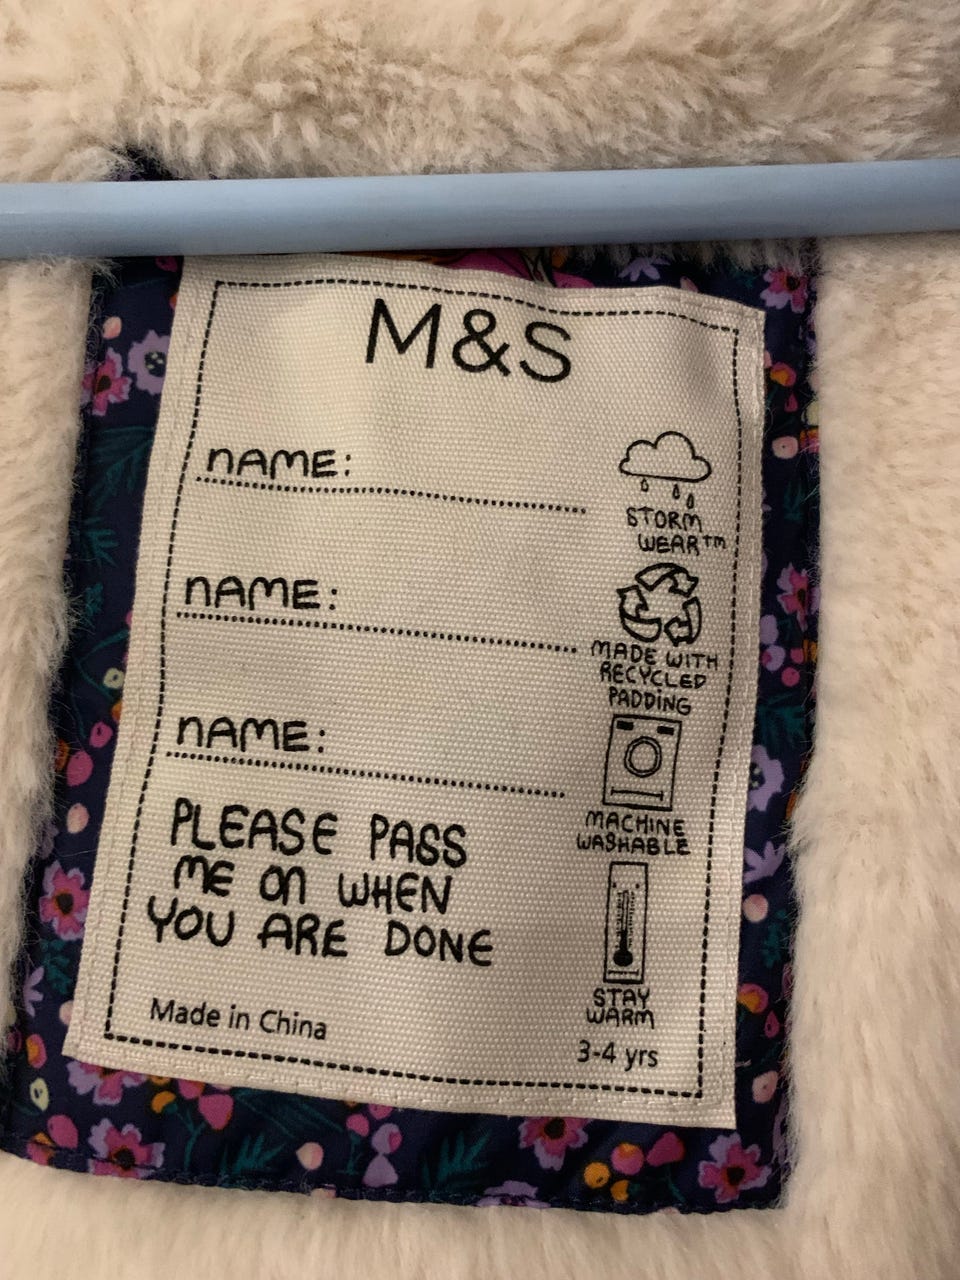 M&S
NAME:
STORM
WEAR™
NAME:
MADE WITH
RECYCLED
PADDING
NAME:
MACHINE
WASHABLE
PLEASE PASS
ME ON WHEN
YOU ARE DONE
STAY
WARM
Made in China
3-4 yrs